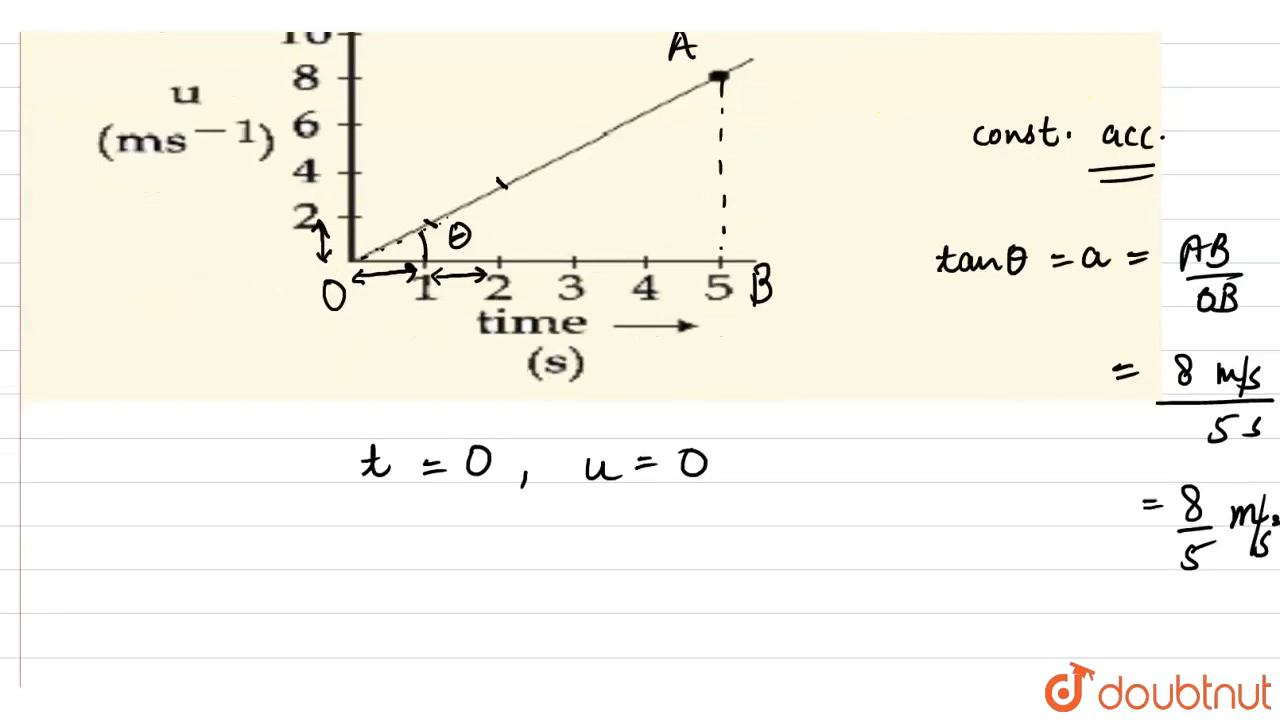 10
A
8
u
(ms⁻¹)
6
const. acc.
4
2
θ
tanθ = a = AB/OB
O 1 2 3 4 5 B
time
(s)
= 8 m/s / 5 s
t = 0, u = 0
= 8/5 m/s²
doubtnut